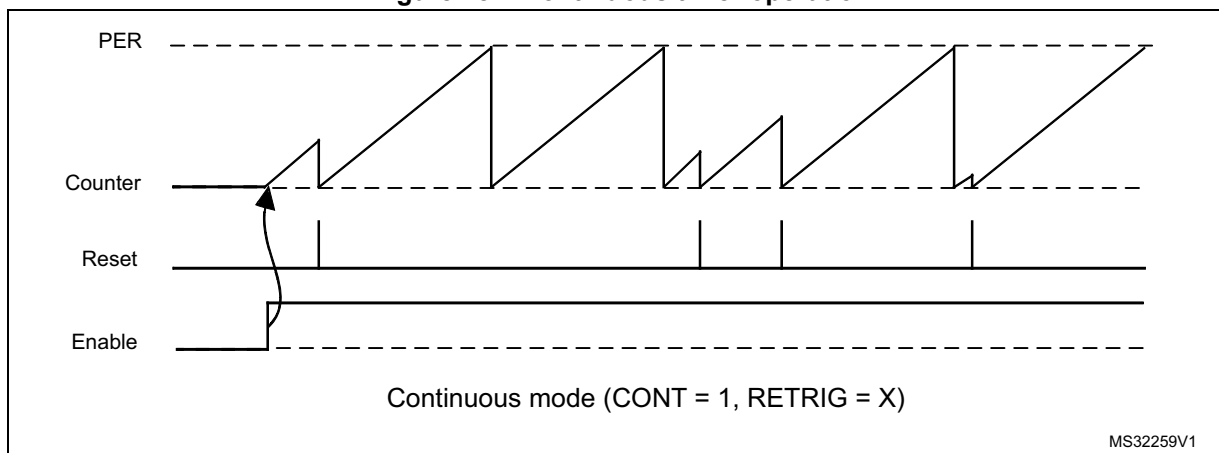 PER
Counter
Reset
Enable
Continuous mode (CONT = 1, RETRIG = X)
MS32259V1